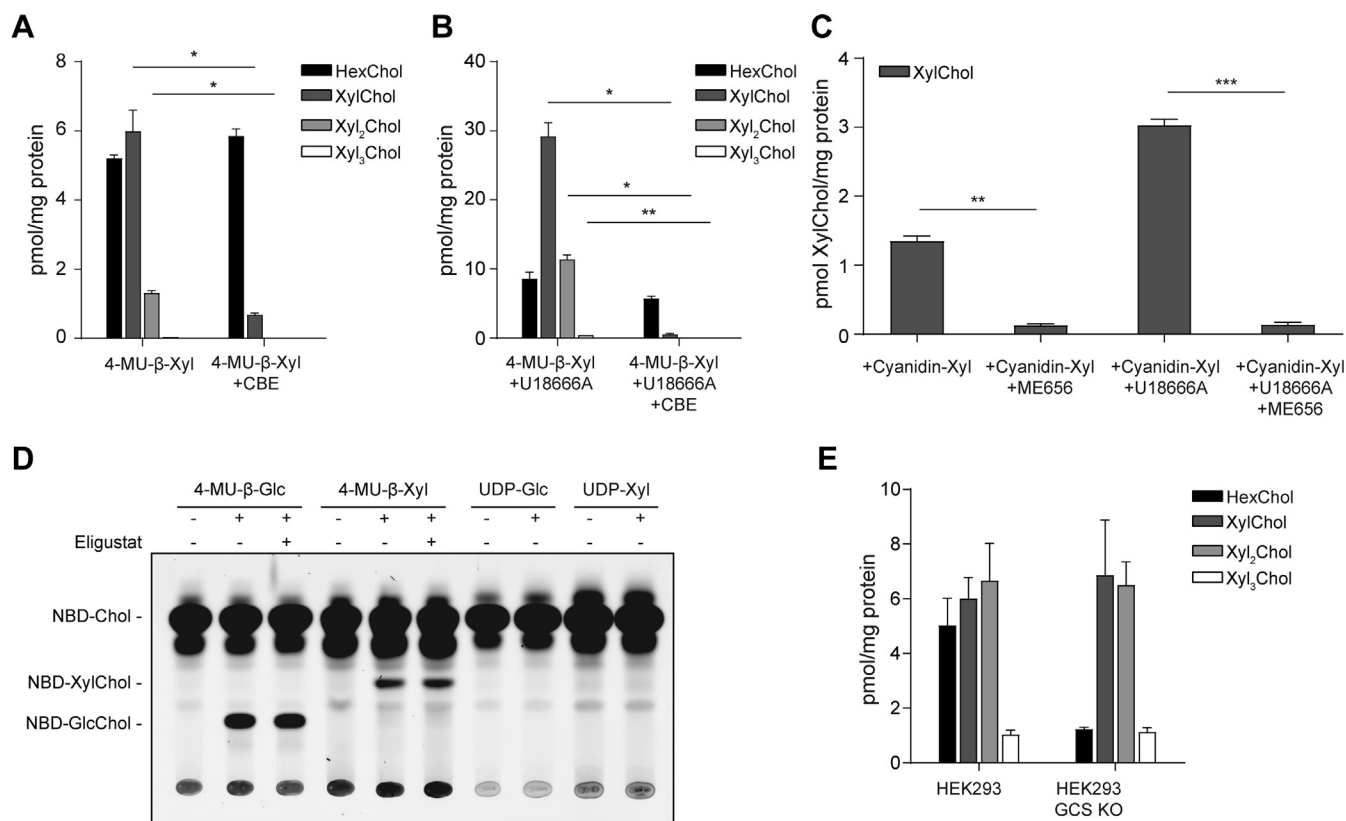 A
8
6
4
2
0
pmol/mg protein
*
*
HexChol
XylChol
Xyl2Chol
Xyl3Chol
4-MU-β-Xyl
4-MU-β-Xyl
+CBE
B
40
30
20
10
0
pmol/mg protein
*
*
**
HexChol
XylChol
Xyl2Chol
Xyl3Chol
4-MU-β-Xyl
+U18666A
4-MU-β-Xyl
+U18666A
+CBE
C
4
3
2
1
0
pmol XylChol/mg protein
XylChol
**
***
+Cyanidin-Xyl
+Cyanidin-Xyl
+ME656
+Cyanidin-Xyl
+U18666A
+Cyanidin-Xyl
+U18666A
+ME656
D
4-MU-β-Glc 4-MU-β-Xyl UDP-Glc UDP-Xyl
- + + - + + - + - +
Eligustat - - + - - + - - - -
NBD-Chol -
NBD-XylChol -
NBD-GlcChol -
E
10
8
6
4
2
0
pmol/mg protein
HexChol
XylChol
Xyl2Chol
Xyl3Chol
HEK293
HEK293
GCS KO